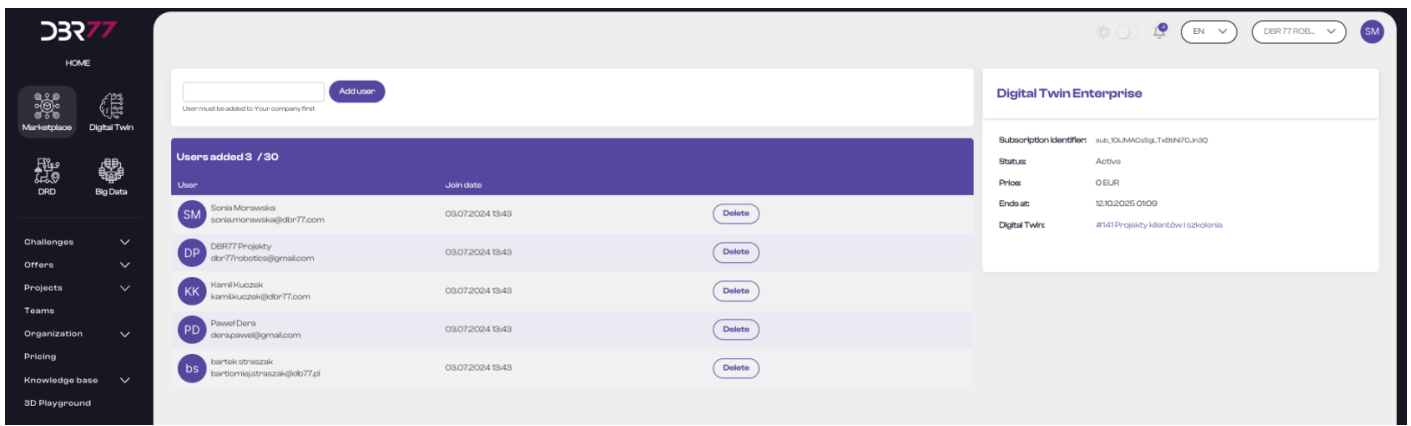 DBR77
HOME
Marketplace
Digital Twin
DRD
Big Data
Challenges
Offers
Projects
Teams
Organization
Pricing
Knowledge base
3D Playground
EN
DBR77 ROB...
SM
Add user
User must be added to Your company first
Users added 3 / 30
User Join date
SM Sonia Morawska 03.07.2024 13:43 Delete
sonia.morawska@dbr77.com
DP DBR77 Projekty 03.07.2024 13:43 Delete
dbr77robotics@gmail.com
KK Kamil Kuczek 03.07.2024 13:43 Delete
kamil.kuczek@dbr77.com
PD Paweł Dera 03.07.2024 13:43 Delete
dera.pawel@gmail.com
bs bartek straszak 03.07.2024 13:43 Delete
bartlomiej.straszak@db77.pl
Digital Twin Enterprise
Subscription identifier:
Status: Active
Price: 0 EUR
Ends at: 12.10.2025 01:09
Digital Twin: #141 Projekty klientów i szkolenia